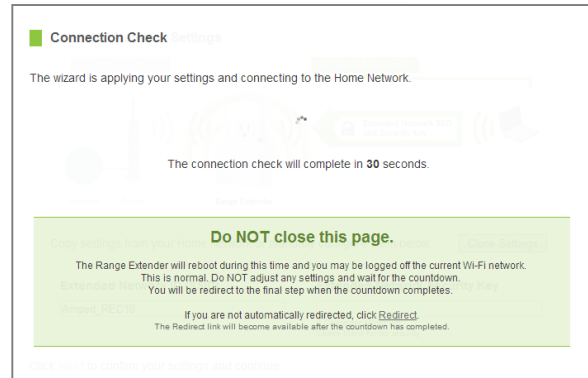 Connection Check Settings
The wizard is applying your settings and connecting to the Home Network.
The connection check will complete in 30 seconds.
Range Extender
Do NOT close this page.
The Range Extender will reboot during this time and you may be logged off the current Wi-Fi network.
This is normal. Do NOT adjust any settings and wait for the countdown.
You will be redirect to the final step when the countdown completes.
If you are not automatically redirected, click Redirect.
The Redirect link will become available after the countdown has completed.